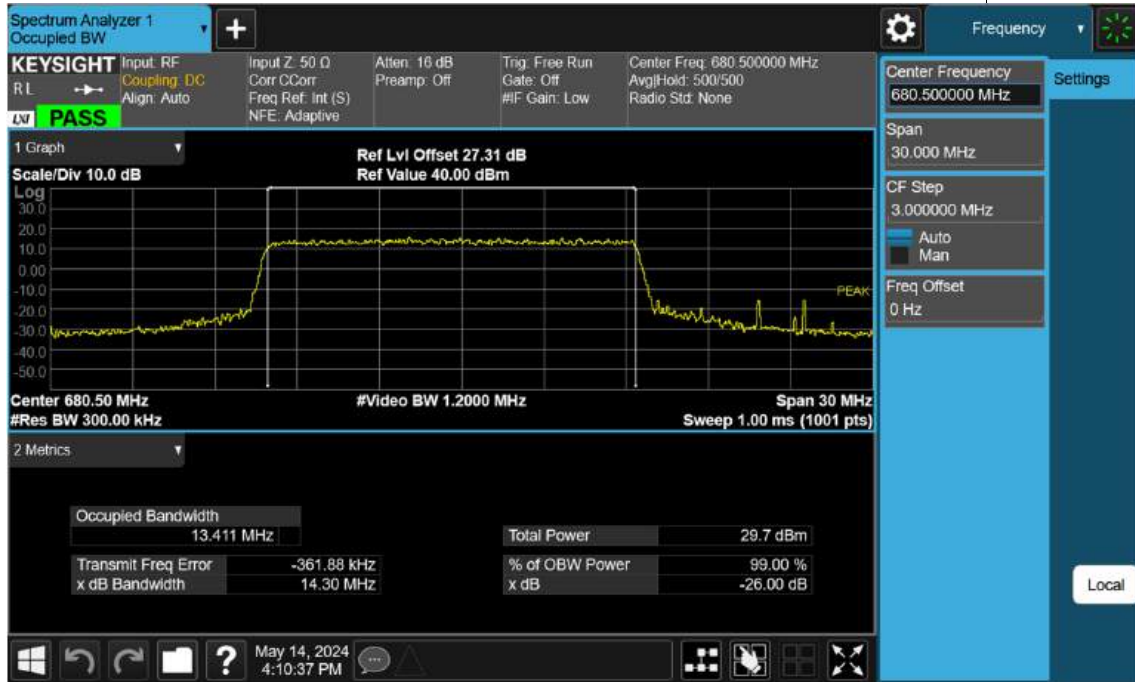 Spectrum Analyzer 1
Occupied BW
+
Frequency
KEYSIGHT
R L
LXI
PASS
Input: RF
Coupling: DC
Align: Auto
Input Z: 50 Ω
Corr CCorr
Freq Ref: Int (S)
NFE: Adaptive
Atten: 16 dB
Preamp: Off
Trig: Free Run
Gate: Off
#IF Gain: Low
Center Freq: 680.500000 MHz
Avg|Hold: 500/500
Radio Std: None
Center Frequency
680.500000 MHz
Settings
Span
30.000 MHz
CF Step
3.000000 MHz
Auto
Man
Freq Offset
0 Hz
Local
1 Graph
Scale/Div 10.0 dB
Ref Lvl Offset 27.31 dB
Ref Value 40.00 dBm
Log
30.0
20.0
10.0
0.00
-10.0
-20.0
-30.0
-40.0
-50.0
PEAK
Center 680.50 MHz
#Video BW 1.2000 MHz
Span 30 MHz
#Res BW 300.00 kHz
Sweep 1.00 ms (1001 pts)
2 Metrics
Occupied Bandwidth
13.411 MHz
Total Power 29.7 dBm
Transmit Freq Error -361.88 kHz
% of OBW Power 99.00 %
x dB Bandwidth 14.30 MHz
x dB -26.00 dB
?
May 14, 2024
4:10:37 PM